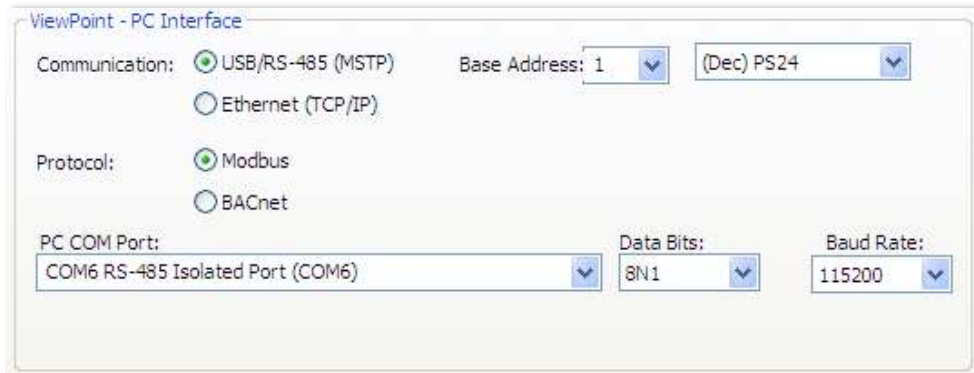 ViewPoint - PC Interface
Communication: USB/RS-485 (MSTP) Base Address: 1 (Dec) PS24
Ethernet (TCP/IP)
Protocol: Modbus
BACnet
PC COM Port: Data Bits: Baud Rate:
COM6 RS-485 Isolated Port (COM6) 8N1 115200